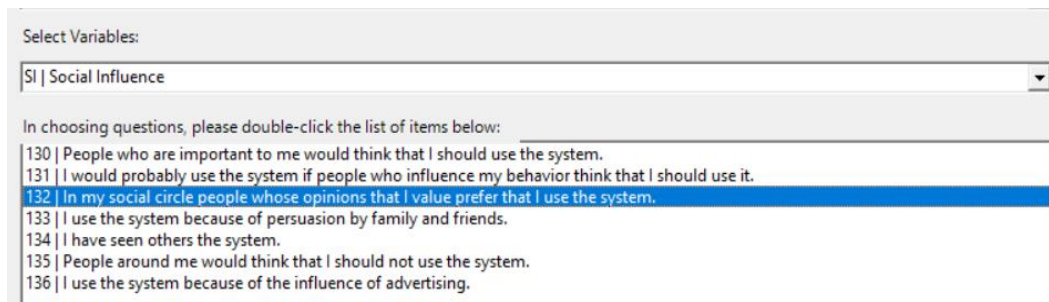 Select Variables:
SI | Social Influence
In choosing questions, please double-click the list of items below:
130 | People who are important to me would think that I should use the system.
131 | I would probably use the system if people who influence my behavior think that I should use it.
132 | In my social circle people whose opinions that I value prefer that I use the system.
133 | I use the system because of persuasion by family and friends.
134 | I have seen others the system.
135 | People around me would think that I should not use the system.
136 | I use the system because of the influence of advertising.